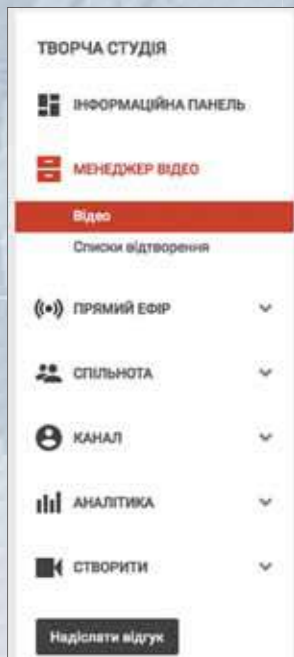 ТВОРЧА СТУДІЯ
ІНФОРМАЦІЙНА ПАНЕЛЬ
МЕНЕДЖЕР ВІДЕО
Відео
Списки відтворення
ПРЯМИЙ ЕФІР
СПІЛЬНОТА
КАНАЛ
АНАЛІТИКА
СТВОРИТИ
Надіслати відгук